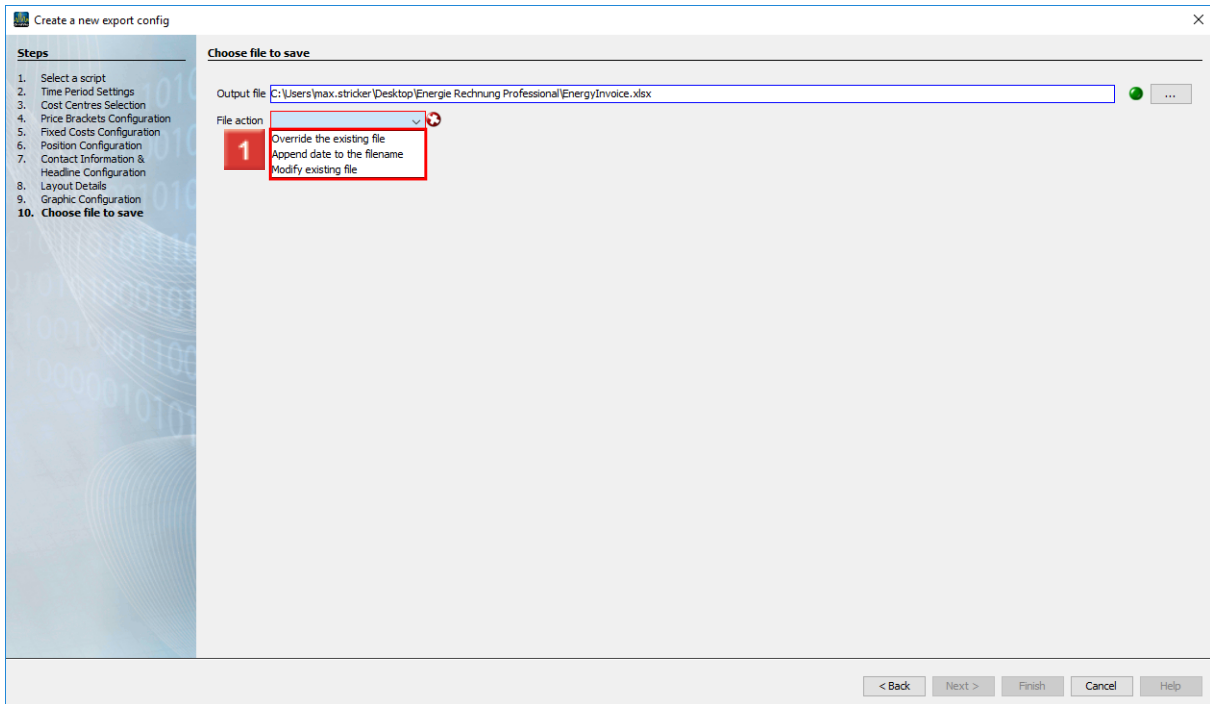 Create a new export config
Steps
1. Select a script
2. Time Period Settings
3. Cost Centres Selection
4. Price Brackets Configuration
5. Fixed Costs Configuration
6. Position Configuration
7. Contact Information &
Headline Configuration
8. Layout Details
9. Graphic Configuration
10. Choose file to save
Choose file to save
Output file C:\Users\max.stricker\Desktop\Energie Rechnung Professional\EnergyInvoice.xlsx ...
File action
1
Override the existing file
Append date to the filename
Modify existing file
< Back Next > Finish Cancel Help